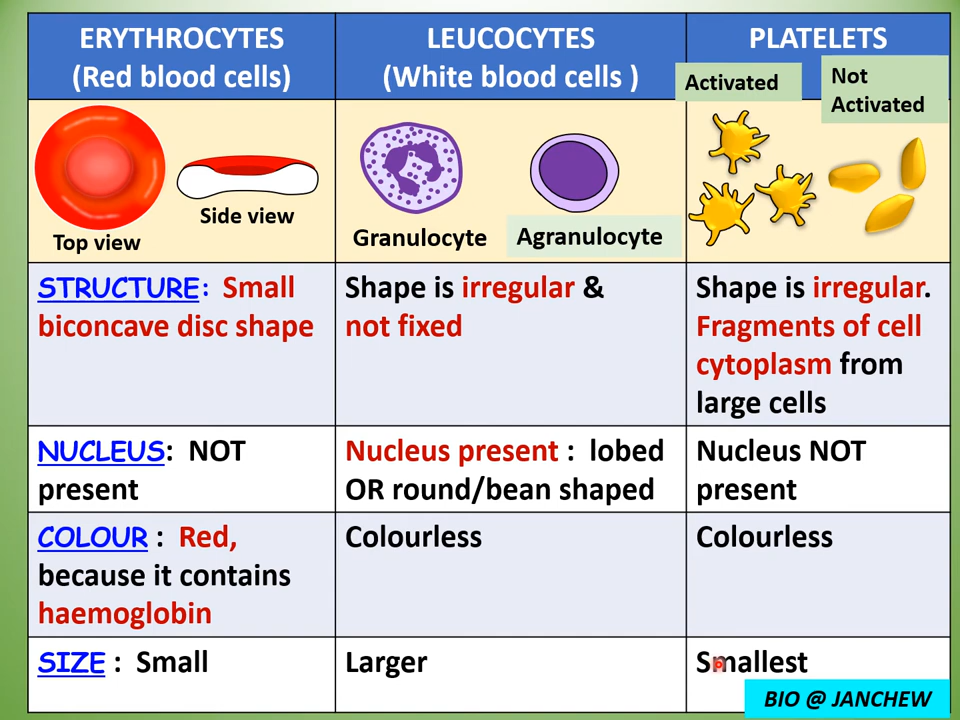 ERYTHROCYTES
(Red blood cells)
LEUCOCYTES
(White blood cells )
PLATELETS
Activated
Not
Activated
Top view
Side view
Granulocyte
Agranulocyte
STRUCTURE: Small
biconcave disc shape
Shape is irregular &
not fixed
Shape is irregular.
Fragments of cell
cytoplasm from
large cells
NUCLEUS: NOT
present
Nucleus present : lobed
OR round/bean shaped
Nucleus NOT
present
COLOUR : Red,
because it contains
haemoglobin
Colourless
Colourless
SIZE : Small
Larger
Smallest
BIO @ JANCHEW